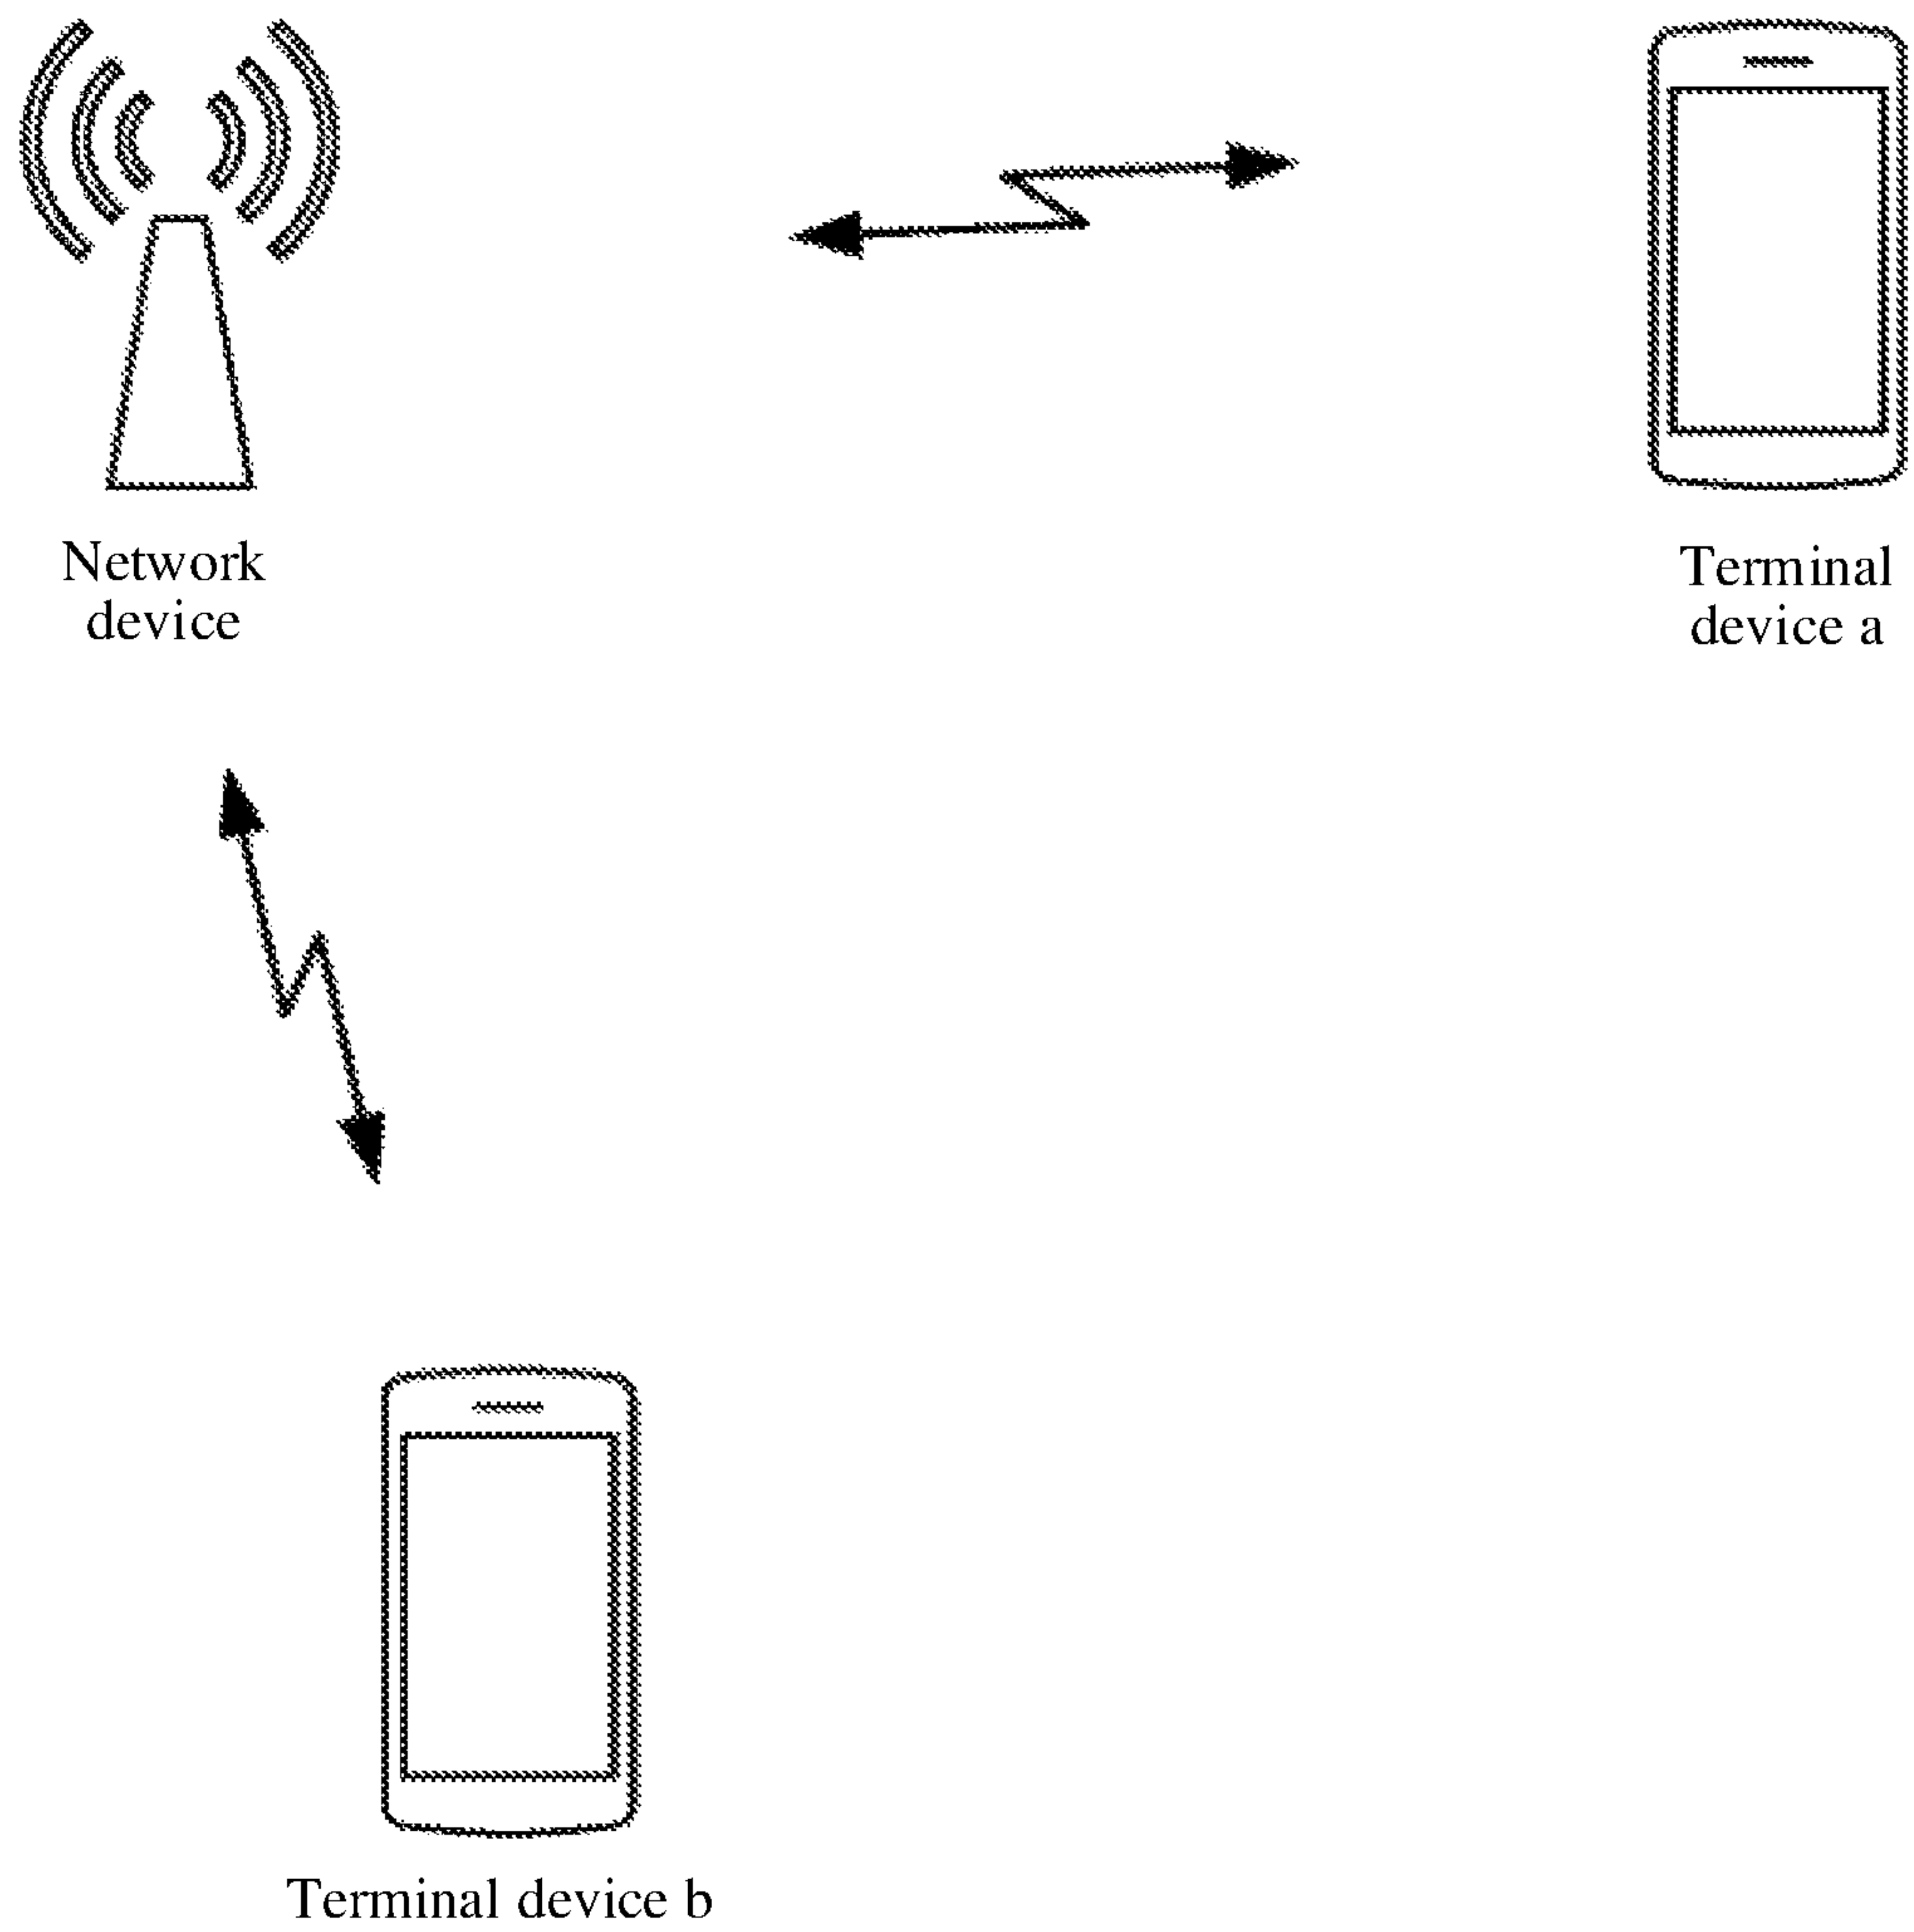 Network
device
Terminal
device a
Terminal device b